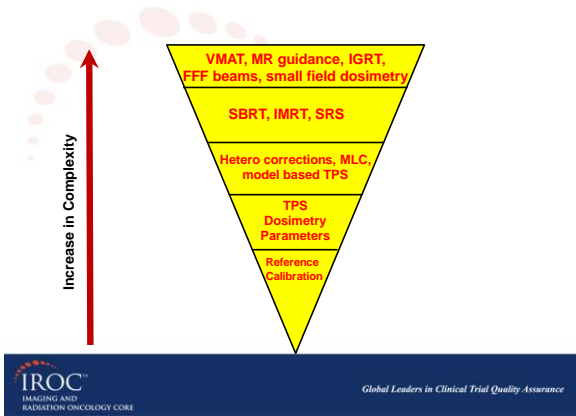 Increase in Complexity
VMAT, MR guidance, IGRT,
FFF beams, small field dosimetry
SBRT, IMRT, SRS
Hetero corrections, MLC,
model based TPS
TPS
Dosimetry
Parameters
Reference
Calibration
IROC™
IMAGING AND
RADIATION ONCOLOGY CORE
Global Leaders in Clinical Trial Quality Assurance